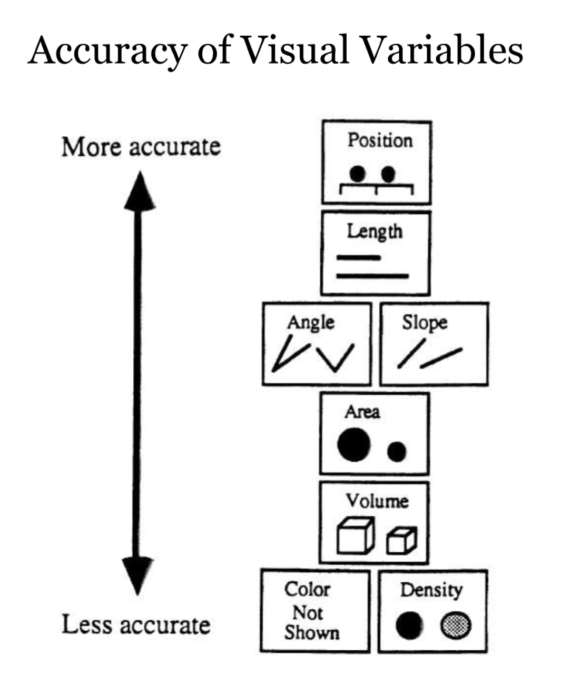 Accuracy of Visual Variables
More accurate
Position
Length
Angle
Slope
Area
Volume
Color
Not
Shown
Density
Less accurate